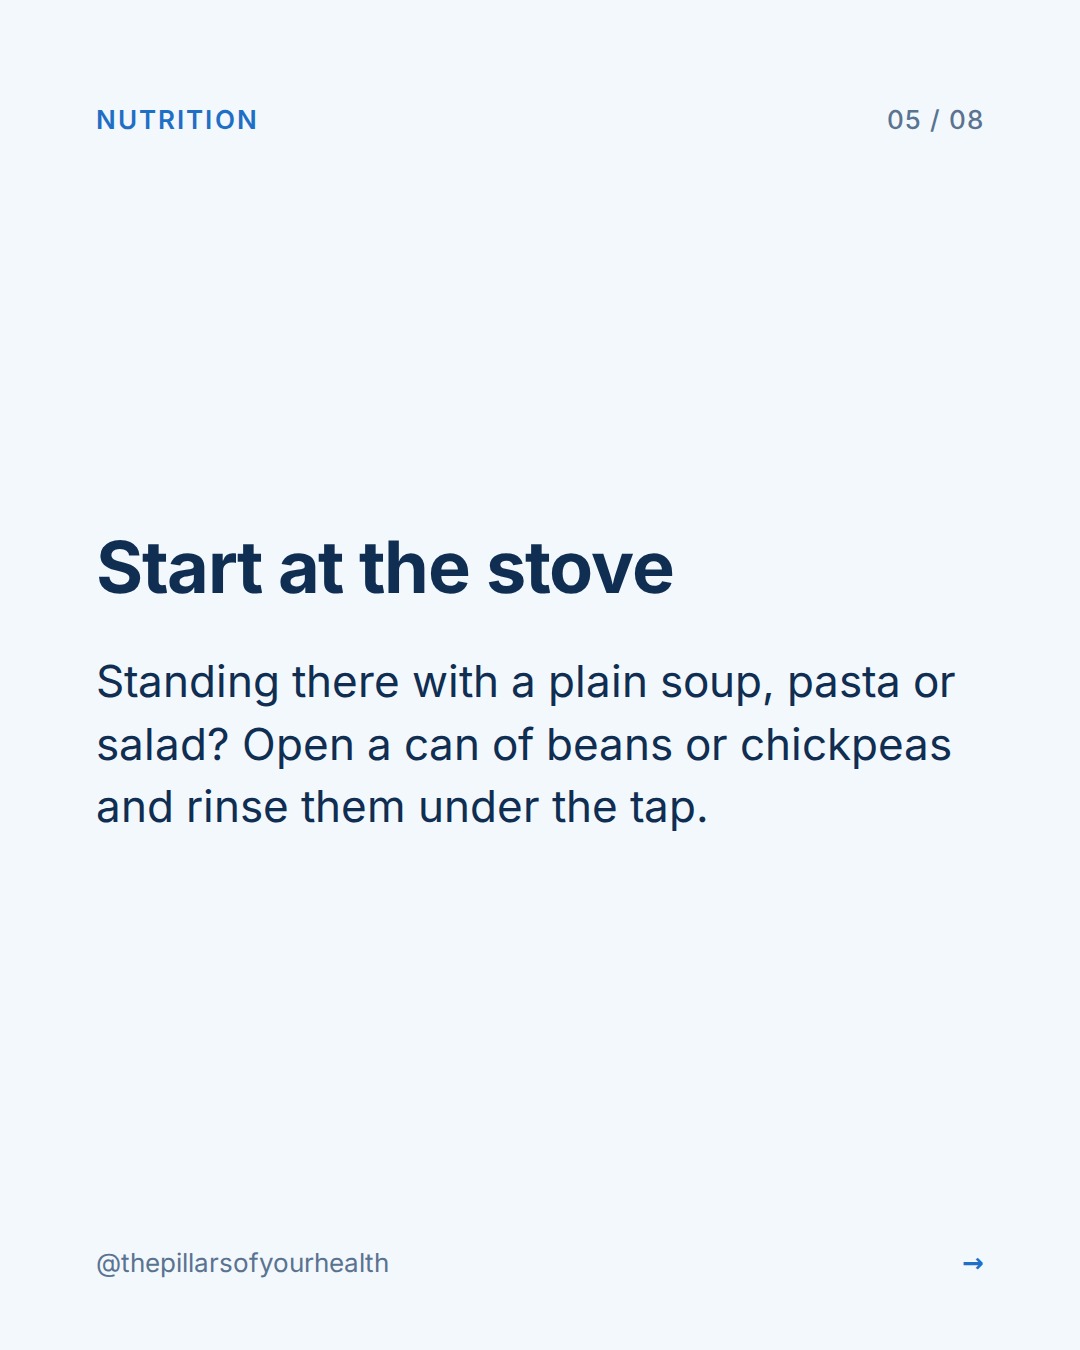 NUTRITION
05 / 08
Start at the stove
Standing there with a plain soup, pasta or
salad? Open a can of beans or chickpeas
and rinse them under the tap.
@thepillarsofyourhealth
→